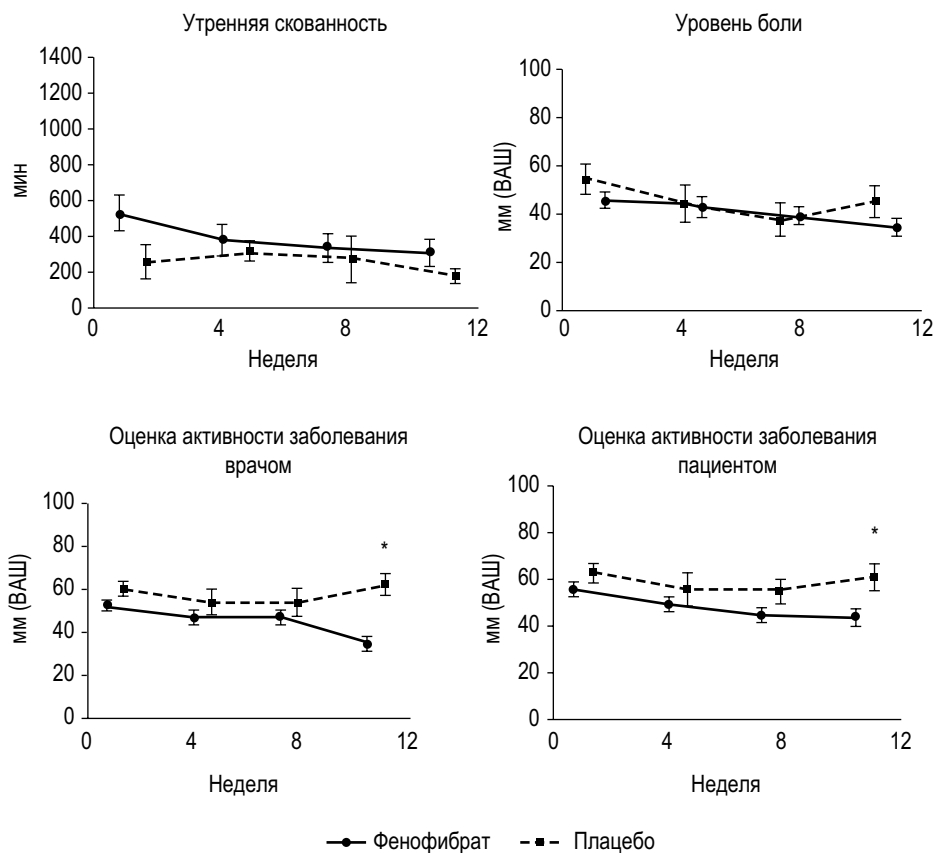 Утренняя скованность
1400
1200
1000
800
600
400
200
0
мин
0 4 8 12
Неделя
Уровень боли
100
80
60
40
20
0
мм (ВАШ)
0 4 8 12
Неделя
Оценка активности заболевания
врачом
100
80
60
40
20
0
мм (ВАШ)
*
0 4 8 12
Неделя
Оценка активности заболевания
пациентом
100
80
60
40
20
0
мм (ВАШ)
*
0 4 8 12
Неделя
Фенофибрат Плацебо